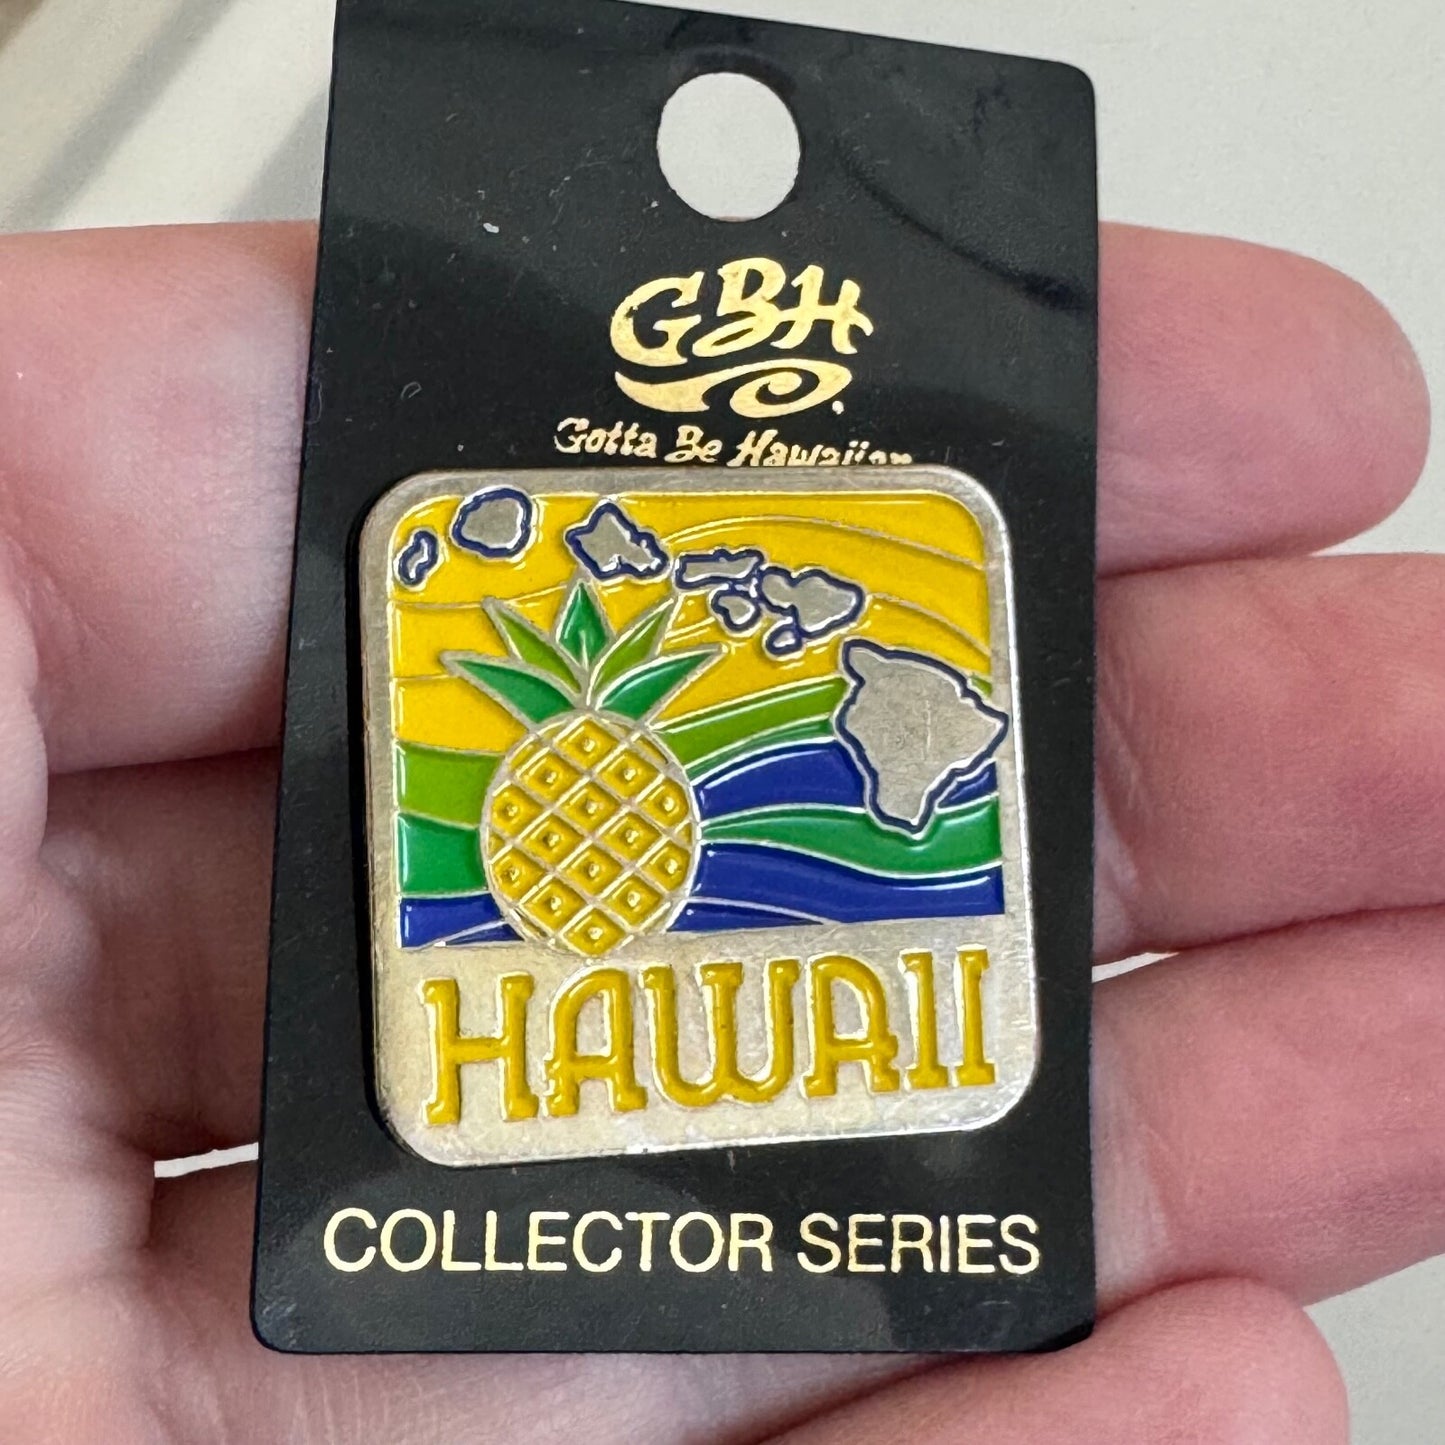 GBH
Gotta Be Hawaiian
HAWAII
COLLECTOR SERIES